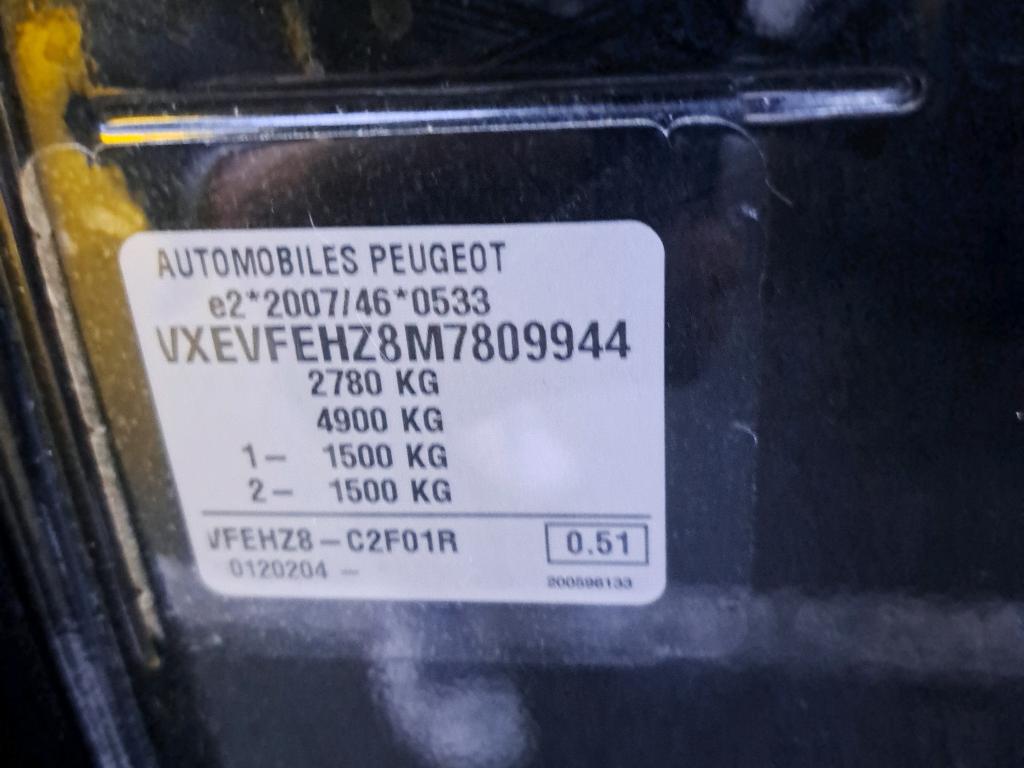 AUTOMOBILES PEUGEOT
e2*2007/46*0533
VXEVFEHZ8M7809944
2780 KG
4900 KG
1- 1500 KG
2- 1500 KG
VFEHZ8-C2F01R 0.51
0120204 -
200596133